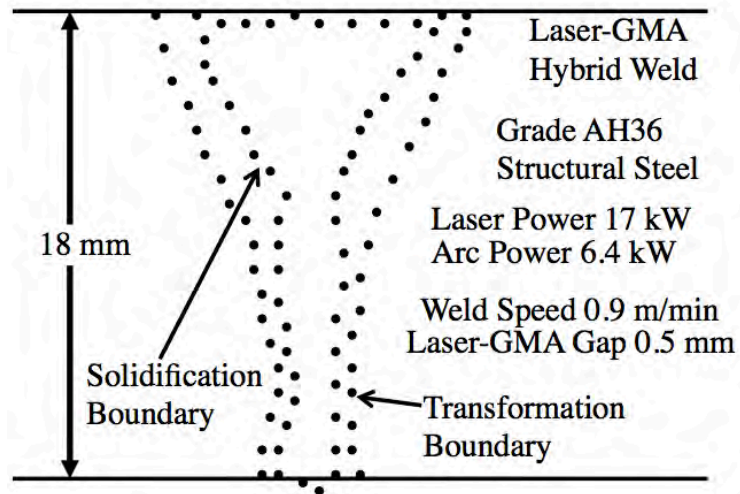 Laser-GMA
Hybrid Weld
Grade AH36
Structural Steel
Laser Power 17 kW
Arc Power 6.4 kW
18 mm
Weld Speed 0.9 m/min
Laser-GMA Gap 0.5 mm
Solidification
Boundary
Transformation
Boundary